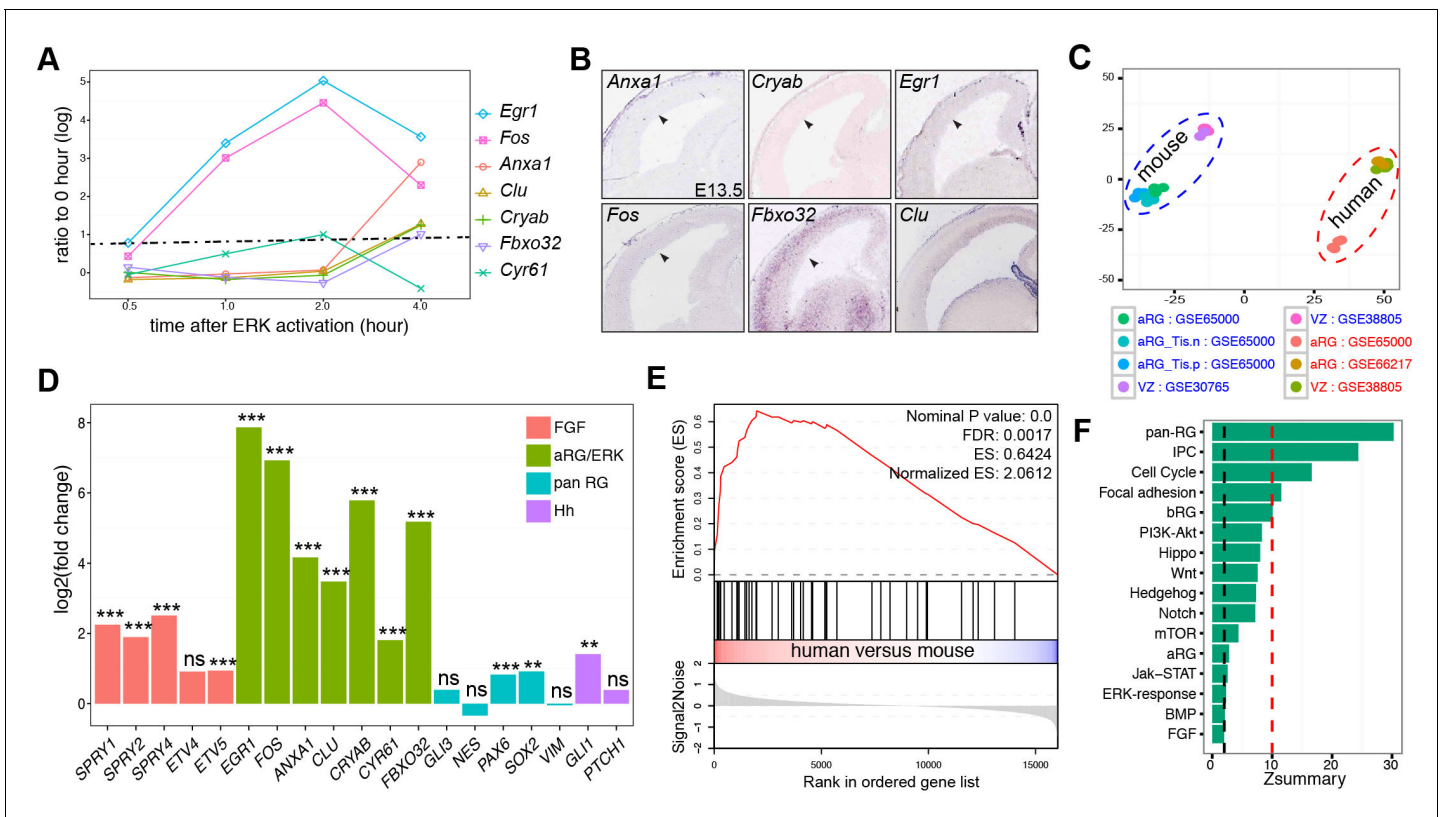 A
ratio to 0 hour (log)
5
4
3
2
1
0
0.5
1.0
2.0
4.0
time after ERK activation (hour)
Egr1
Fos
Anxa1
Clu
Cryab
Fbxo32
Cyr61
B
Anxa1
E13.5
Cryab
Egr1
Fos
Fbxo32
Clu
C
50
25
0
-25
-50
-25
0
25
50
mouse
human
aRG : GSE65000
aRG_Tis.n : GSE65000
aRG_Tis.p : GSE65000
VZ : GSE30765
VZ : GSE38805
aRG : GSE65000
aRG : GSE66217
VZ : GSE38805
D
log2(fold change)
8
6
4
2
0
*** *** *** ns *** *** *** *** *** *** *** *** ns ns *** ** ns ** ns
FGF
aRG/ERK
pan RG
Hh
SPRY1
SPRY2
SPRY4
ETV4
ETV5
EGR1
FOS
ANXA1
CLU
CRYAB
CYR61
FBXO32
GLI3
NES
PAX6
SOX2
VIM
GLI1
PTCH1
E
Enrichment score (ES)
0.6
0.5
0.4
0.3
0.2
0.1
0.0
Nominal P value: 0.0
FDR: 0.0017
ES: 0.6424
Normalized ES: 2.0612
human versus mouse
Signal2Noise
2
1
0
-1
-2
0
5000
10000
15000
Rank in ordered gene list
F
pan-RG
IPC
Cell Cycle
Focal adhesion
bRG
PI3K-Akt
Hippo
Wnt
Hedgehog
Notch
mTOR
aRG
Jak-STAT
ERK-response
BMP
FGF
0
10
20
30
Zsummary